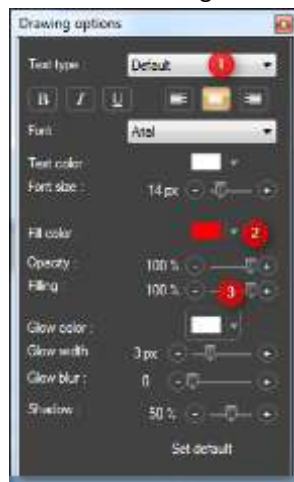 Drawing options
Text type : Default 1
B I U
Font : Arial
Text color
Font size : 14 px - +
Fill color 2
Opacity : 100 % - +
Filling 100 % - 3 +
Glow color :
Glow width 3 px - +
Glow blur : 0 - +
Shadow 50 % - +
Set default